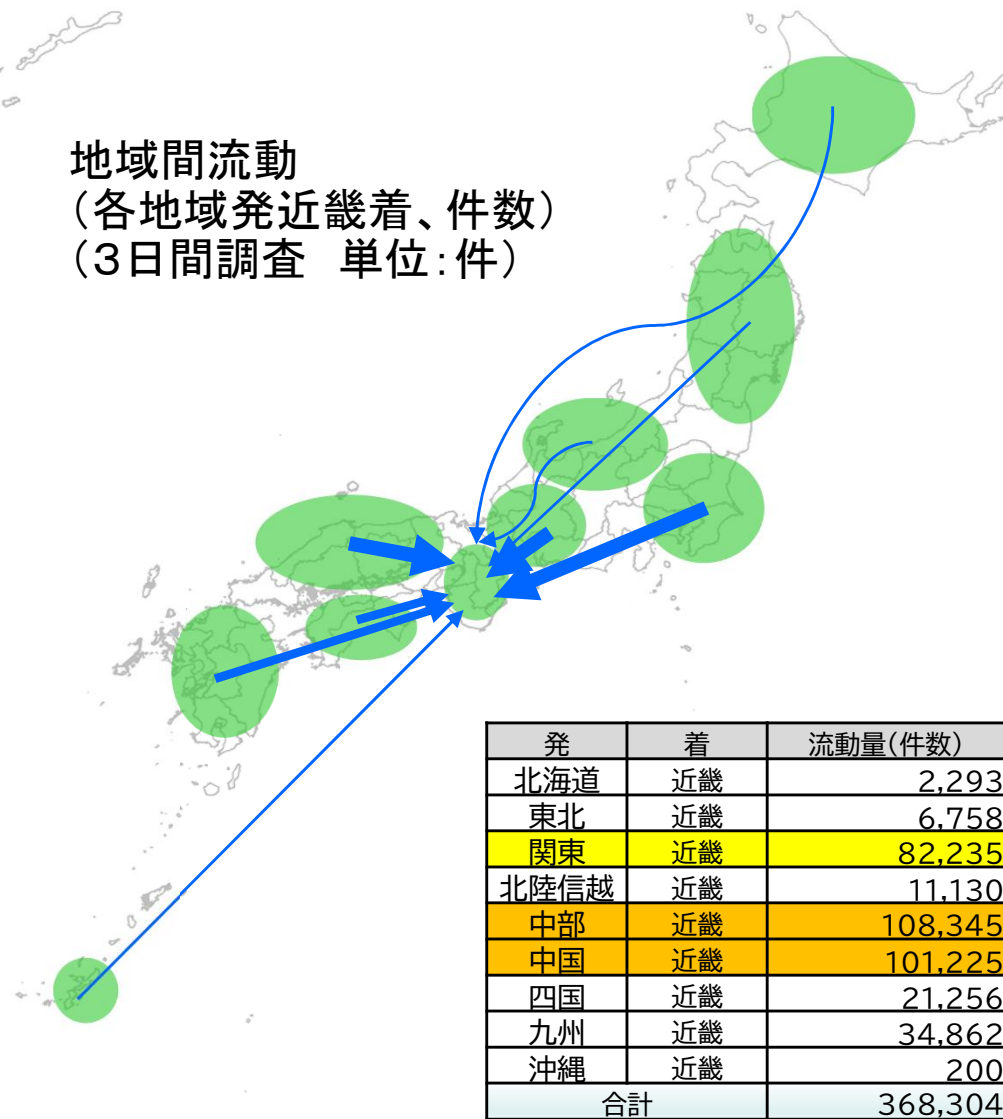 地域間流動
（各地域発近畿着、件数）
（３日間調査　単位：件）
発 着 流動量(件数)
北海道 近畿 2,293
東北 近畿 6,758
関東 近畿 82,235
北陸信越 近畿 11,130
中部 近畿 108,345
中国 近畿 101,225
四国 近畿 21,256
九州 近畿 34,862
沖縄 近畿 200
合計 368,304